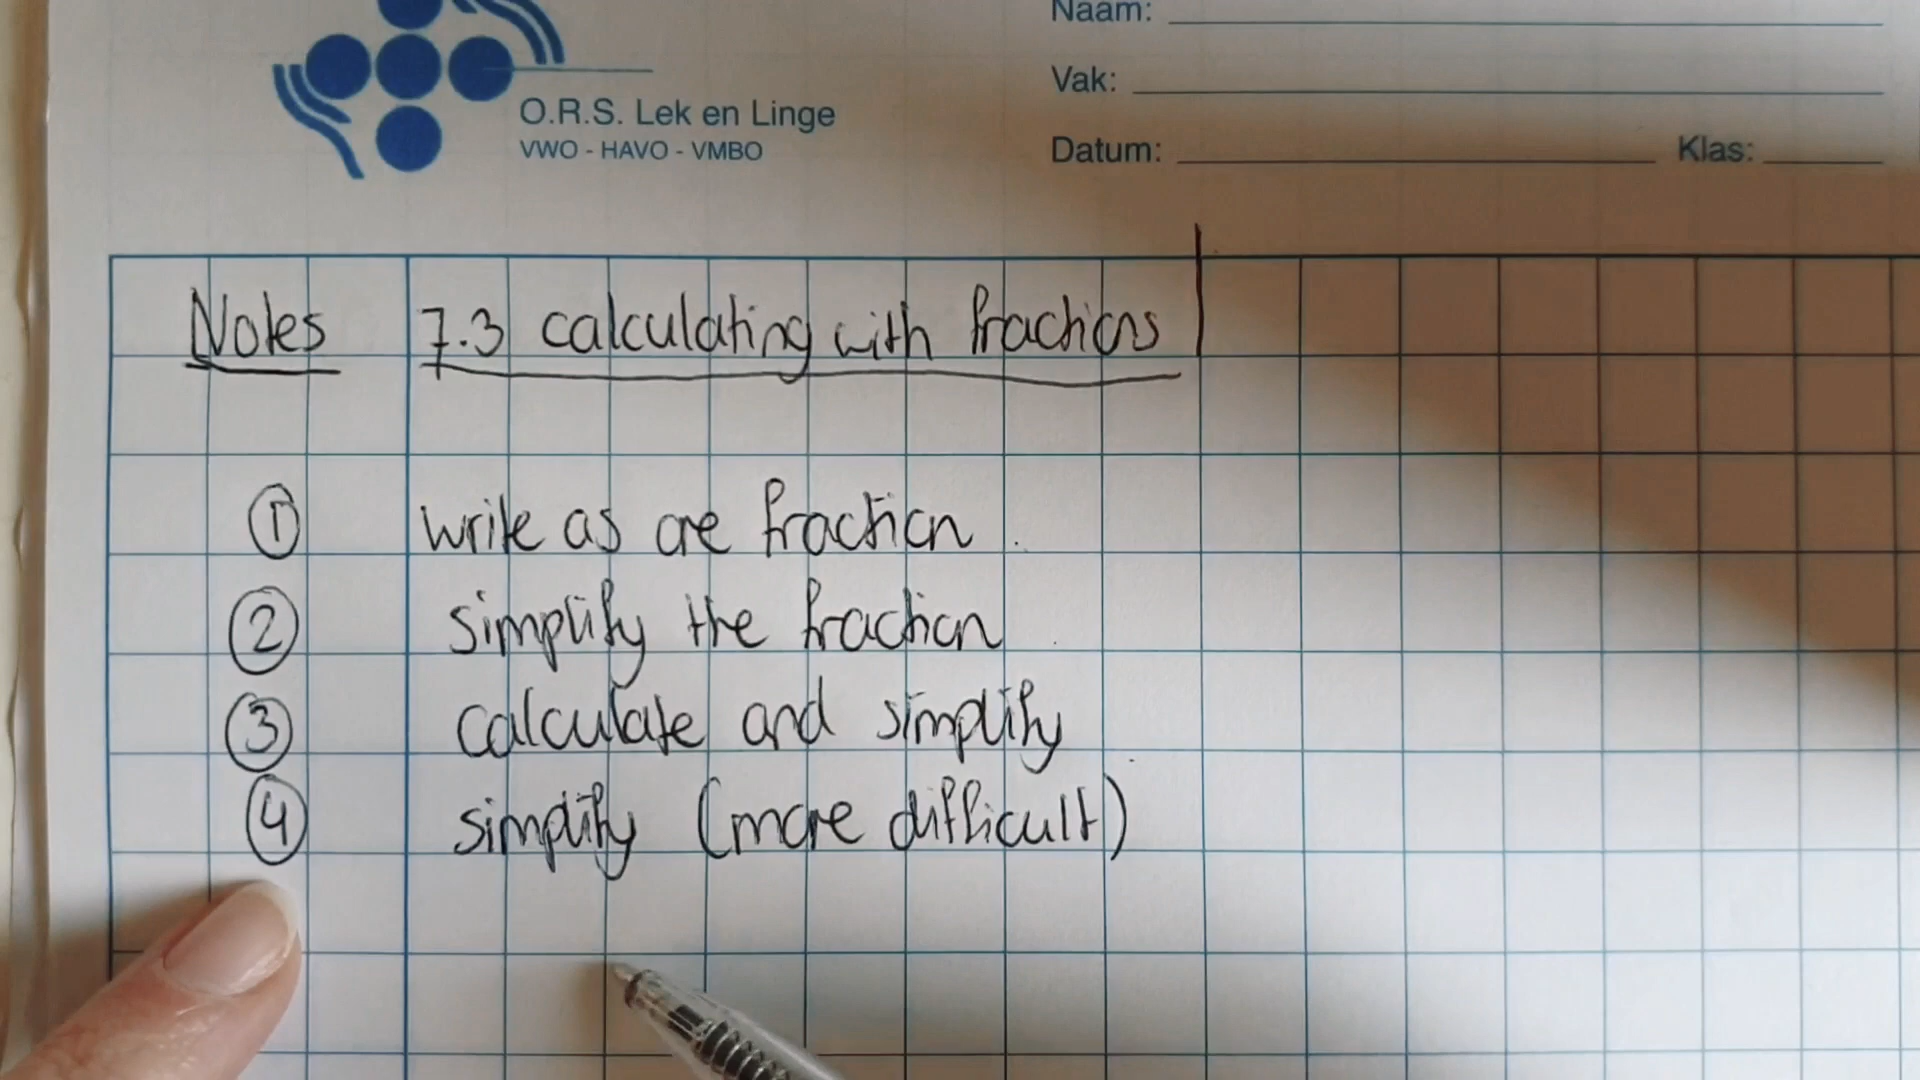 Naam:
O.R.S. Lek en Linge
VWO - HAVO - VMBO
Vak:
Datum: Klas:
Notes 7.3 calculating with fractions
① write as one fraction
② simplify the fraction
③ calculate and simplify
④ simplify (more difficult)